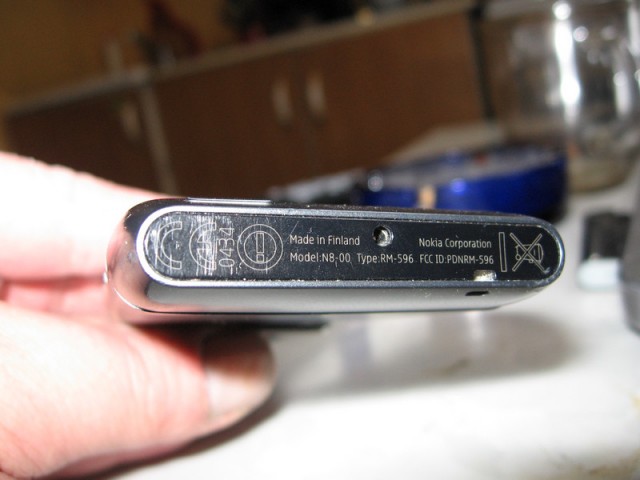 CE 0434
Made in Finland
Model:N8-00 Type:RM-596
Nokia Corporation
FCC ID:PDNRM-596